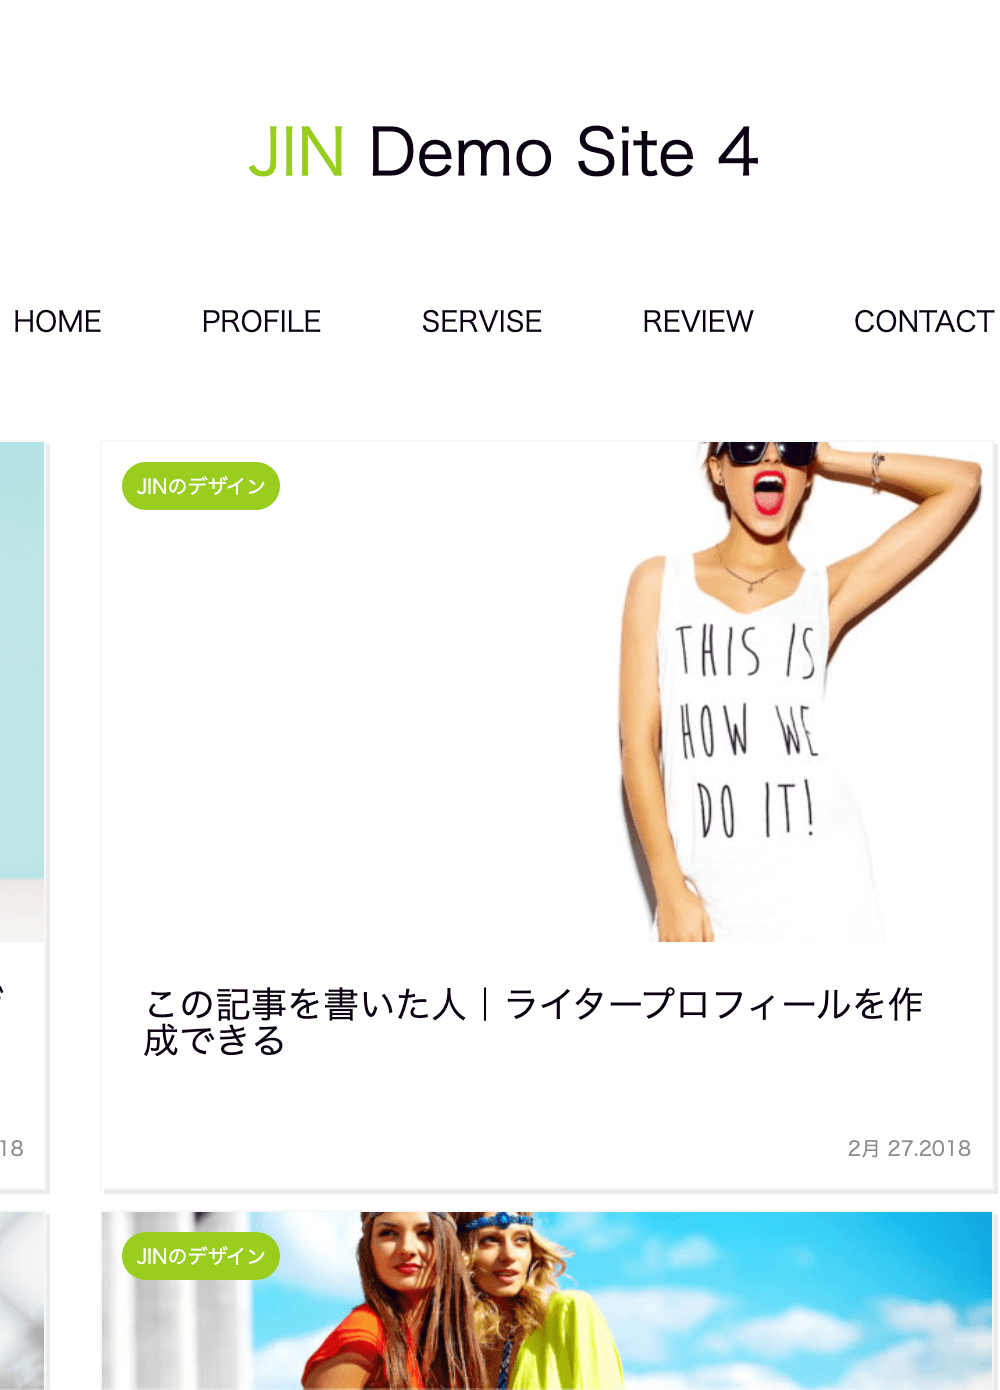 JIN Demo Site 4
HOME PROFILE SERVISE REVIEW CONTACT
JINのデザイン
THIS IS
HOW WE
DO IT!
この記事を書いた人｜ライタープロフィールを作
成できる
18
2月 27.2018
JINのデザイン